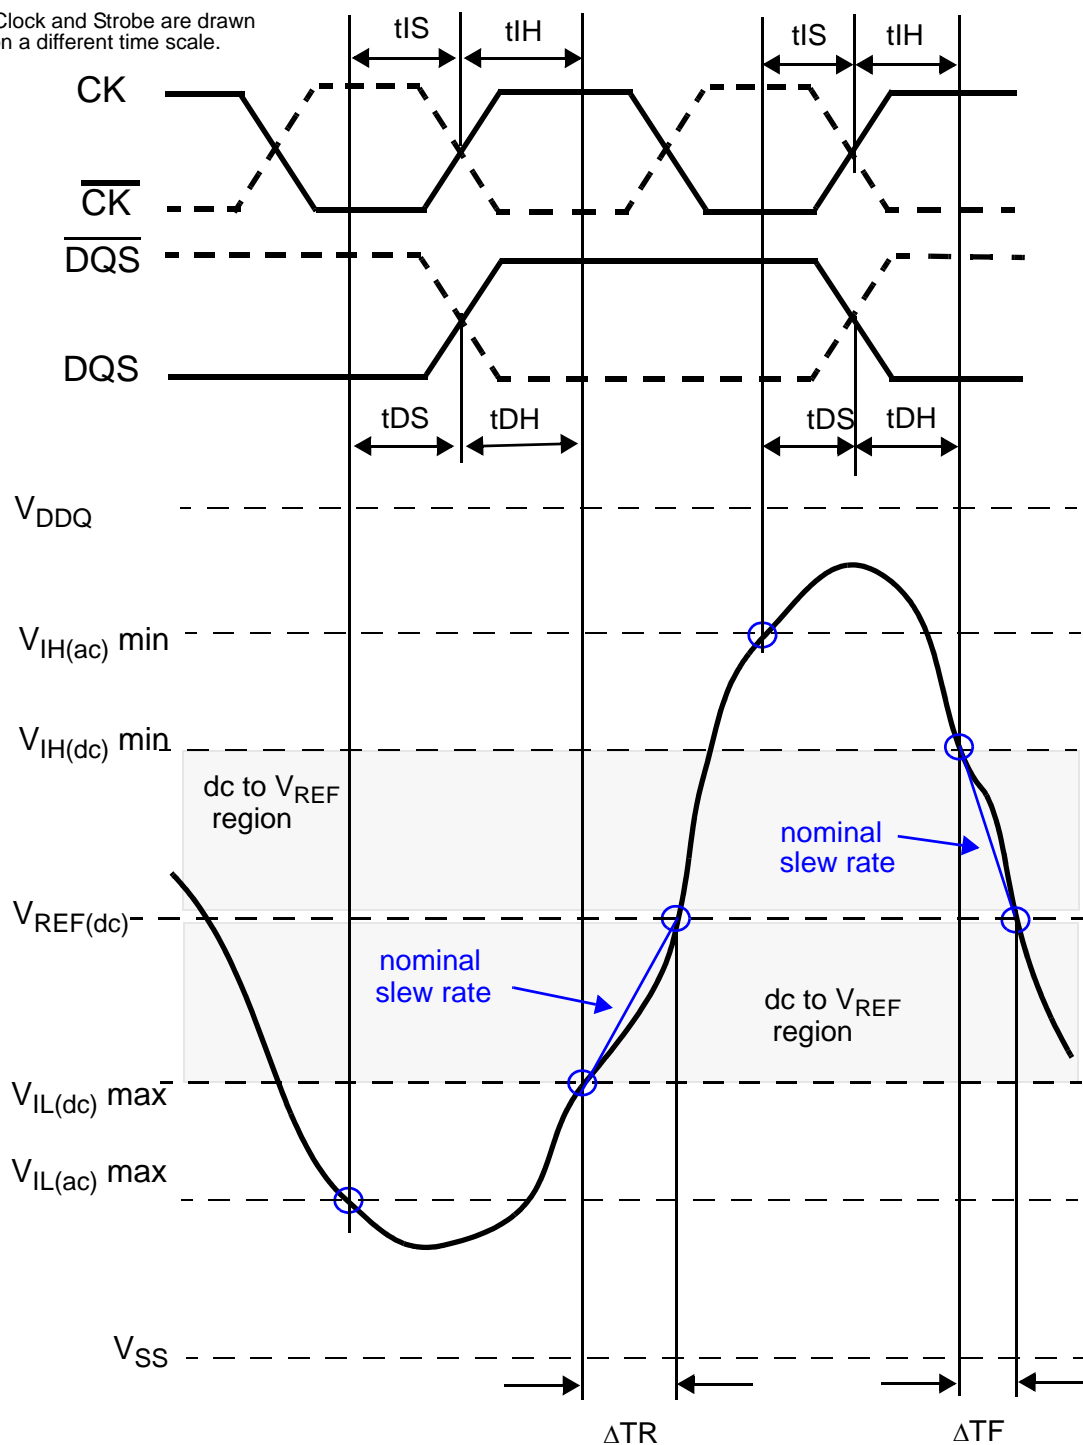 Clock and Strobe are drawn
on a different time scale.
tIS tIH tIS tIH
CK
CK
DQS
DQS
tDS tDH tDS tDH
VDDQ
VIH(ac) min
VIH(dc) min
dc to VREF
region
nominal
slew rate
VREF(dc)
nominal
slew rate
dc to VREF
region
VIL(dc) max
VIL(ac) max
VSS
ΔTR ΔTF